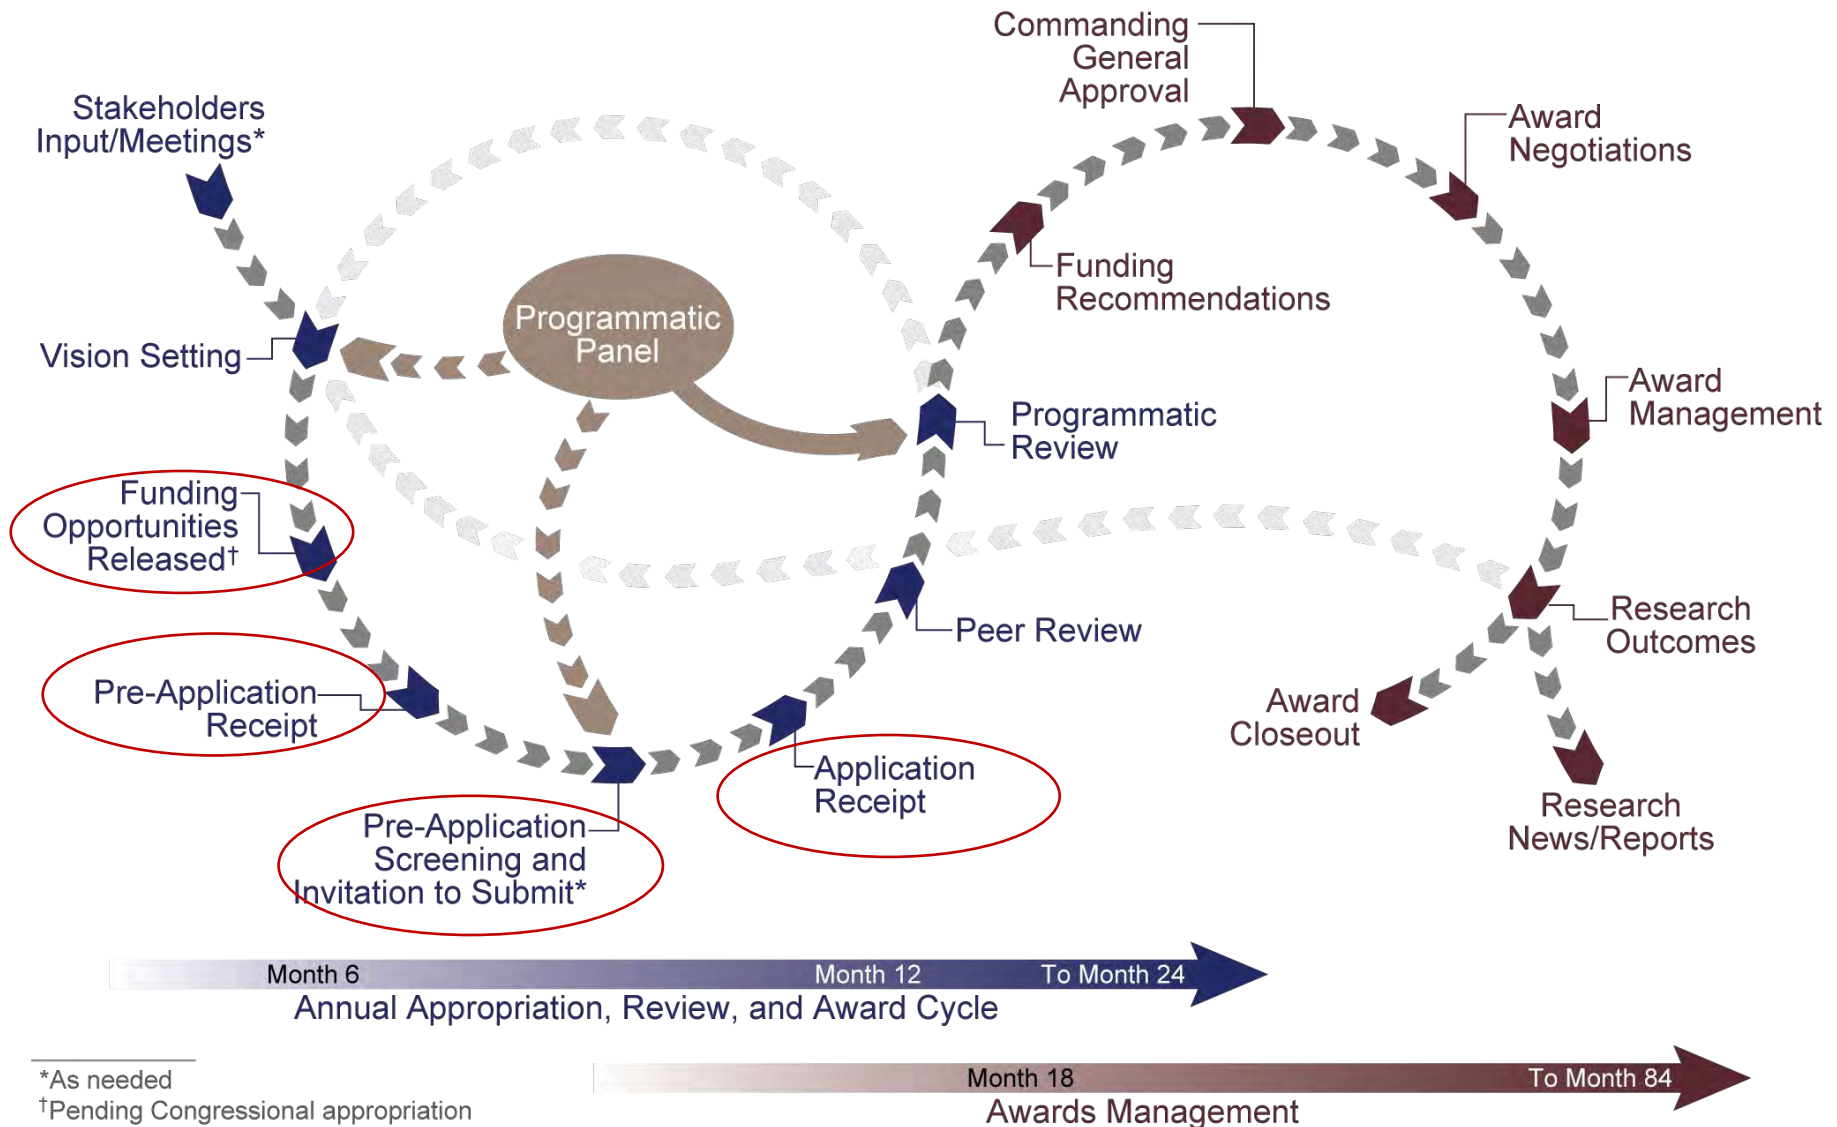 Commanding
General
Approval
Stakeholders
Input/Meetings*
Award
Negotiations
Funding
Recommendations
Programmatic
Panel
Vision Setting
Award
Management
Programmatic
Review
Funding
Opportunities
Released†
Research
Outcomes
Peer Review
Pre-Application
Receipt
Award
Closeout
Application
Receipt
Research
News/Reports
Pre-Application
Screening and
Invitation to Submit*
Month 6
Month 12
To Month 24
Annual Appropriation, Review, and Award Cycle
*As needed
†Pending Congressional appropriation
Month 18
To Month 84
Awards Management